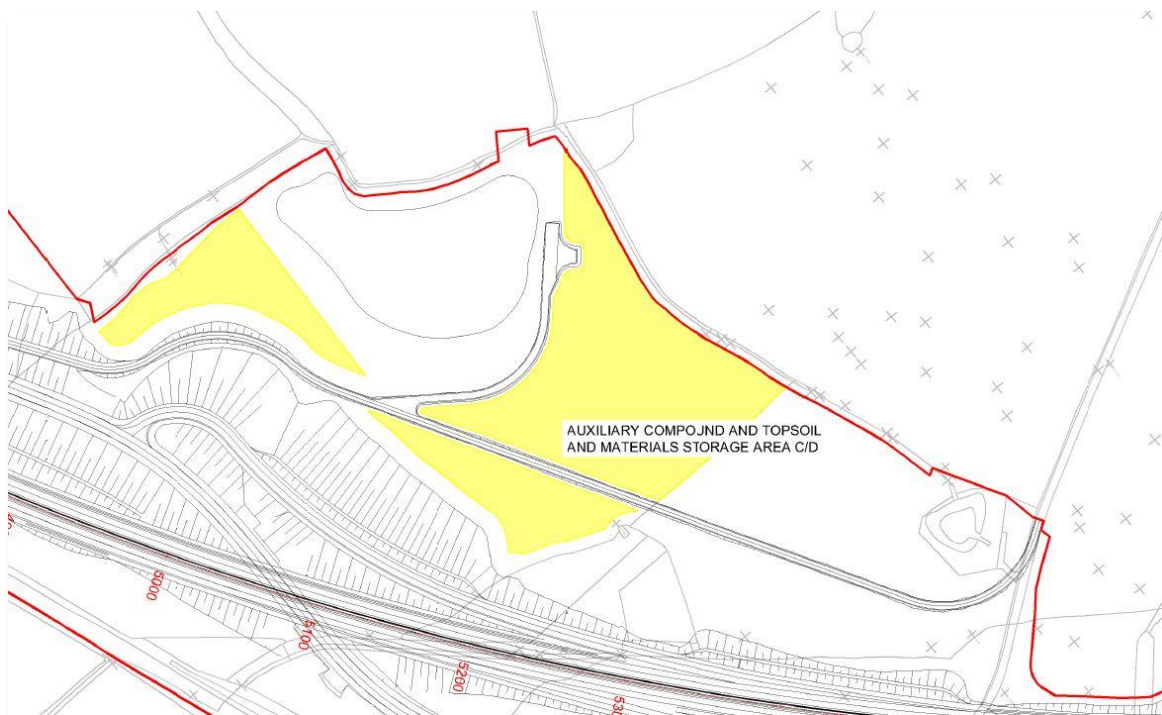 AUXILIARY COMPOJND AND TOPSOIL
AND MATERIALS STORAGE AREA C/D
5000
5100
5200